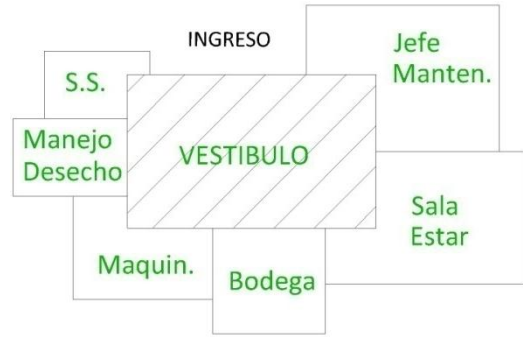 INGRESO
Jefe
Manten.
S.S.
Manejo
Desecho
VESTIBULO
Sala
Estar
Maquin.
Bodega